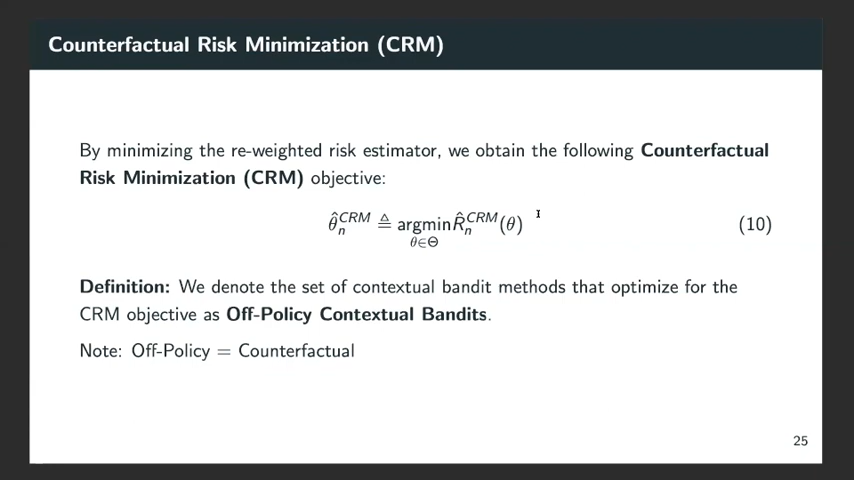 Counterfactual Risk Minimization (CRM)
By minimizing the re-weighted risk estimator, we obtain the following Counterfactual
Risk Minimization (CRM) objective:
θ̂ₙ^CRM ≜ argmin_{θ∈Θ} R̂ₙ^CRM(θ) (10)
Definition: We denote the set of contextual bandit methods that optimize for the
CRM objective as Off-Policy Contextual Bandits.
Note: Off-Policy = Counterfactual
25